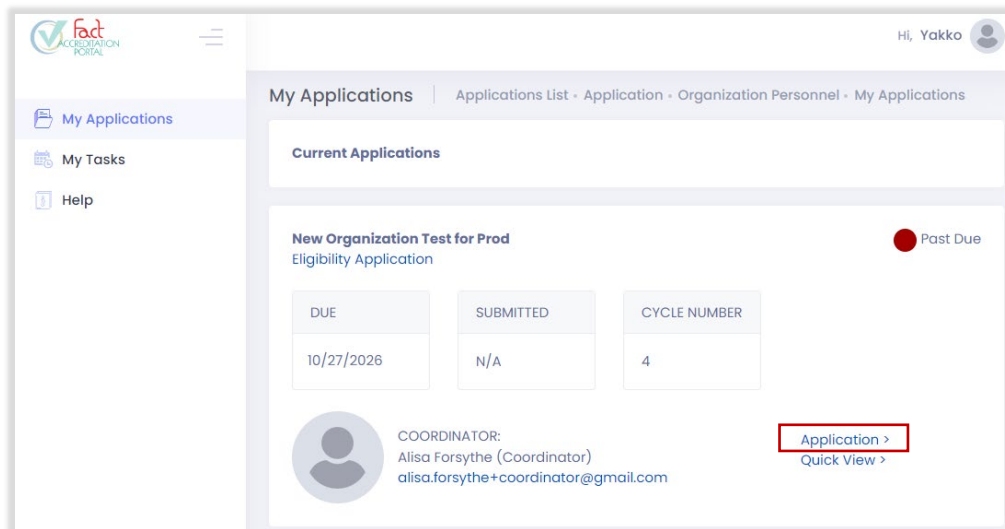 fact
ACCREDITATION
PORTAL
Hi, Yakko
My Applications
My Tasks
Help
My Applications | Applications List • Application • Organization Personnel • My Applications
Current Applications
New Organization Test for Prod
Past Due
Eligibility Application
DUE SUBMITTED CYCLE NUMBER
10/27/2026 N/A 4
COORDINATOR:
Alisa Forsythe (Coordinator)
alisa.forsythe+coordinator@gmail.com
Application >
Quick View >